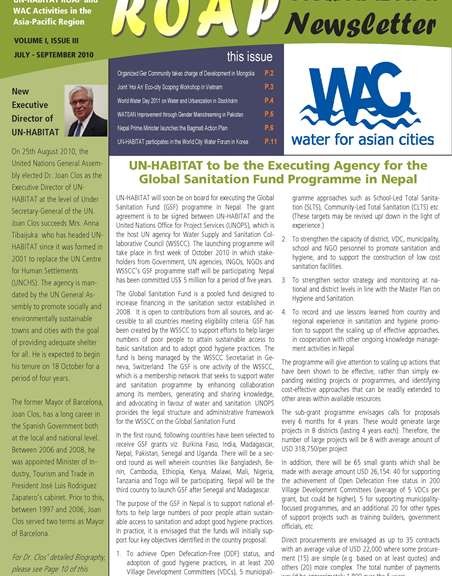 UN-HABITAT ROAP and
WAC Activities in the
Asia-Pacific Region
ROAP
Newsletter
VOLUME I, ISSUE III
JULY - SEPTEMBER 2010
this issue
Organized Ger Community takes charge of Development in Mongolia P.2
Joint 'Hoi An' Eco-city Scoping Workshop in Vietnam P.3
World Water Day 2011 on Water and Urbanization in Stockholm P.4
WATSAN Improvement through Gender Mainstreaming in Pakistan P.5
Nepal Prime Minister launches the Bagmati Action Plan P.6
UN-HABITAT participates in the World City Water Forum in Korea P.11
WAC
water for asian cities
New
Executive
Director of
UN-HABITAT
On 25th August 2010, the
United Nations General Assem-
bly elected Dr. Joan Clos as the
Executive Director of UN-
HABITAT at the level of Under
Secretary General of the UN.
Joan Clos succeeds Mrs. Anna
Tibaijuka who has headed UN-
HABITAT since it was formed in
2001 to replace the UN Centre
for Human Settlements
(UNCHS). The agency is man-
dated by the UN General As-
sembly to promote socially and
environmentally sustainable
towns and cities with the goal
of providing adequate shelter
for all. He is expected to begin
his tenure on 18 October for a
period of four years.
The former Mayor of Barcelona,
Joan Clos, has a long career in
the Spanish Government both
at the local and national level.
Between 2006 and 2008, he
was appointed Minister of In-
dustry, Tourism and Trade in
President José Luis Rodríguez
Zapatero's cabinet. Prior to this,
between 1997 and 2006, Joan
Clos served two terms as Mayor
of Barcelona.
For Dr. Clos' detailed Biography,
please see Page 10 of this
UN-HABITAT to be the Executing Agency for the
Global Sanitation Fund Programme in Nepal
UN-HABITAT will soon be on board for executing the Global
Sanitation Fund (GSF) programme in Nepal. The grant
agreement is to be signed between UN-HABITAT and the
United Nations Office for Project Services (UNOPS), which is
the host UN agency for Water Supply and Sanitation Col-
laborative Council (WSSCC). The launching programme will
take place in first week of October 2010 in which stake-
holders from Government, UN agencies, INGOs, NGOs and
WSSCC's GSF programme staff will be participating. Nepal
has been committed US$ 5 million for a period of five years.
The Global Sanitation Fund is a pooled fund designed to
increase financing in the sanitation sector established in
2008. It is open to contributions from all sources, and ac-
cessible to all countries meeting eligibility criteria. GSF has
been created by the WSSCC to support efforts to help larger
numbers of poor people to attain sustainable access to
basic sanitation and to adopt good hygiene practices. The
fund is being managed by the WSSCC Secretariat in Ge-
neva, Switzerland. The GSF is one activity of the WSSCC,
which is a membership network that seeks to support water
and sanitation programme by enhancing collaboration
among its members, generating and sharing knowledge,
and advocating in favour of water and sanitation. UNOPS
provides the legal structure and administrative framework
for the WSSCC on the Global Sanitation Fund.
In the first round, following countries have been selected to
receive GSF grants viz. Burkina Faso, India, Madagascar,
Nepal, Pakistan, Senegal and Uganda. There will be a sec-
ond round as well wherein countries like Bangladesh, Be-
nin, Cambodia, Ethiopia, Kenya, Malawi, Mali, Nigeria,
Tanzania and Togo will be participating. Nepal will be the
third country to launch GSF after Senegal and Madagascar.
The purpose of the GSF in Nepal is to support national ef-
forts to help large numbers of poor people attain sustain-
able access to sanitation and adopt good hygiene practices.
In practice, it is envisaged that the funds will initially sup-
port four key objectives identified in the country proposal:
1. To achieve Open Defecation-Free (ODF) status, and
adoption of good hygiene practices, in at least 200
Village Development Committees (VDCs), 5 municipali-
gramme approaches such as School-Led Total Sanita-
tion (SLTS), Community-Led Total Sanitation (CLTS) etc.
(These targets may be revised up/ down in the light of
experience.)
2. To strengthen the capacity of district, VDC, municipality,
school and NGO personnel to promote sanitation and
hygiene, and to support the construction of low cost
sanitation facilities.
3. To strengthen sector strategy and monitoring at na-
tional and district levels in line with the Master Plan on
Hygiene and Sanitation
4. To record and use lessons learned from country and
regional experience in sanitation and hygiene promo-
tion to support the scaling up of effective approaches,
in cooperation with other ongoing knowledge manage-
ment activities in Nepal
The programme will give attention to scaling-up actions that
have been shown to be effective, rather than simply ex-
panding existing projects or programmes, and identifying
cost-effective approaches that can be readily extended to
other areas within available resources.
The sub-grant programme envisages calls for proposals
every 6 months for 4 years. These would generate large
projects in 8 districts (lasting 4 years each). Therefore, the
number of large projects will be 8 with average amount of
USD 318,750/per project
In addition, there will be 65 small grants which shall be
made with average amount USD 26,154: 40 for supporting
the achievement of Open Defecation Free status in 200
Village Development Committees (average of 5 VDCs per
grant, but could be higher), 5 for supporting municipality-
focused programmes, and an additional 20 for other types
of support projects such as training builders, government
officials, etc.
Direct procurements are envisaged as up to 35 contracts
with an average value of USD 22,000 where some procure-
ment (15) are simple (e.g. based on at least quotes) and
others (20) more complex. The total number of payments